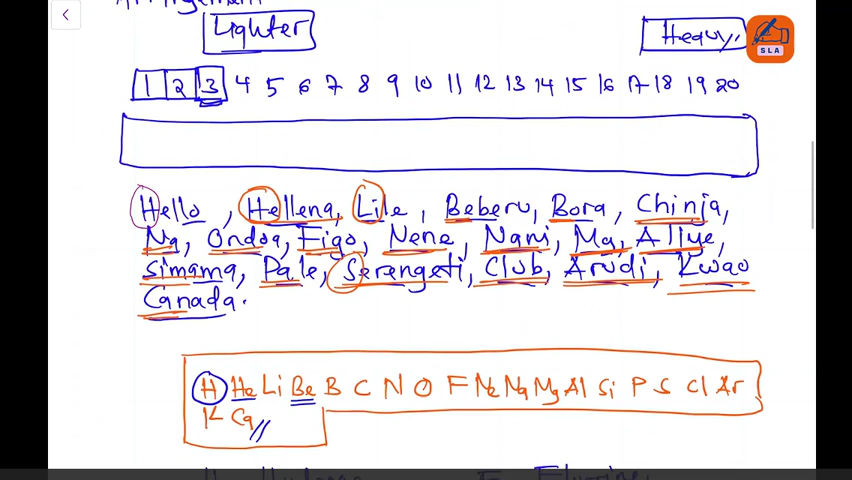 Arrangement
Lighter
Heavy.
SLA
1 2 3 4 5 6 7 8 9 10 11 12 13 14 15 16 17 18 19 20
Hello, Hellena, Lile, Beberu, Bora, Chinja,
Na, Ondoa, Figo, Nene, Nani, Mg, Allye,
Simama, Pale, Serengeti, Club, Arudi, Kwao
Canada.
H He Li Be B C N O F Ne Na Mg Al Si P S Cl Ar
K Ca